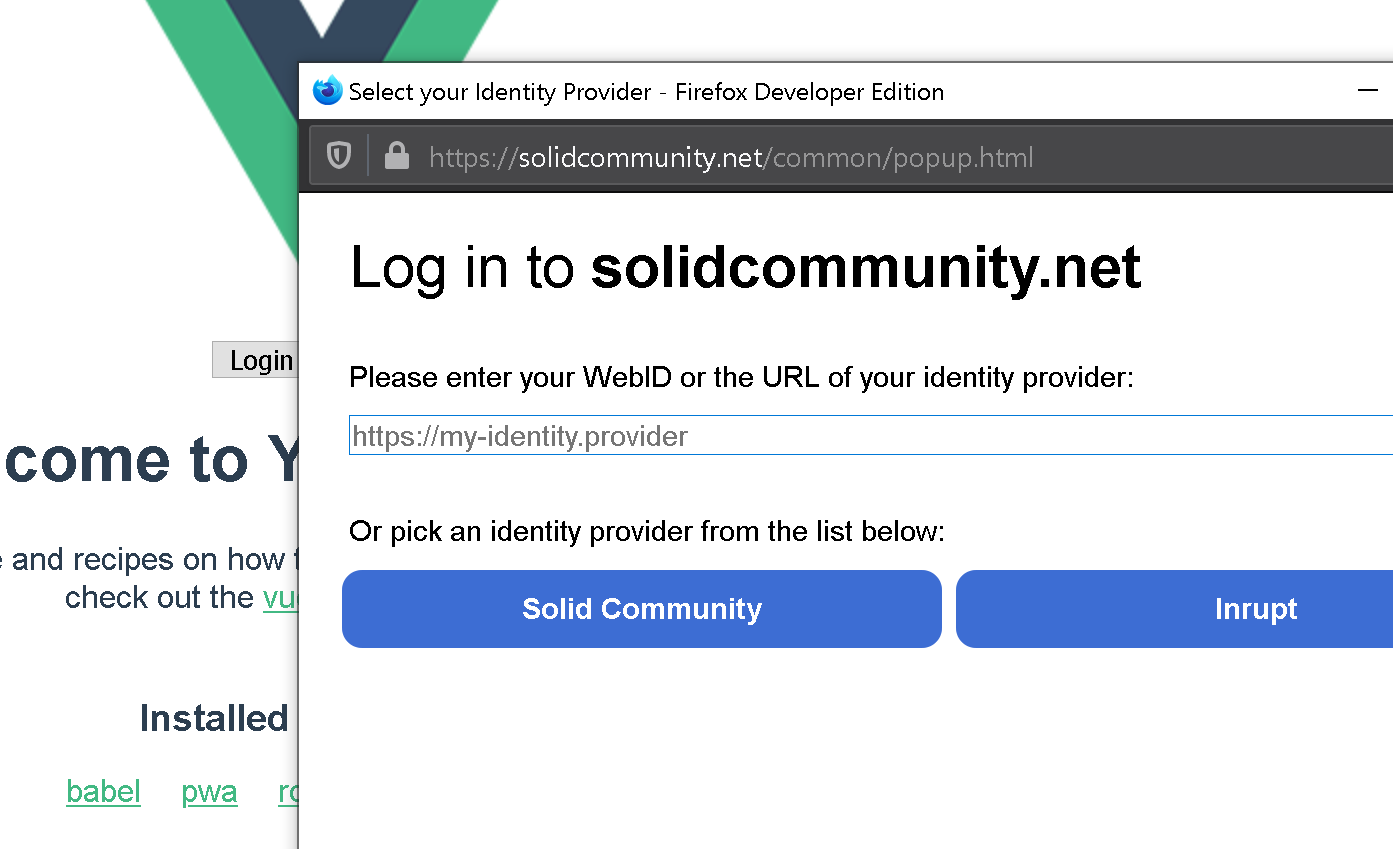 Select your Identity Provider - Firefox Developer Edition
https://solidcommunity.net/common/popup.html
Log in to solidcommunity.net
Please enter your WebID or the URL of your identity provider:
https://my-identity.provider
Or pick an identity provider from the list below:
Solid Community
Inrupt
Login
come to Y
and recipes on how t
check out the vue
Installed
babel pwa ro